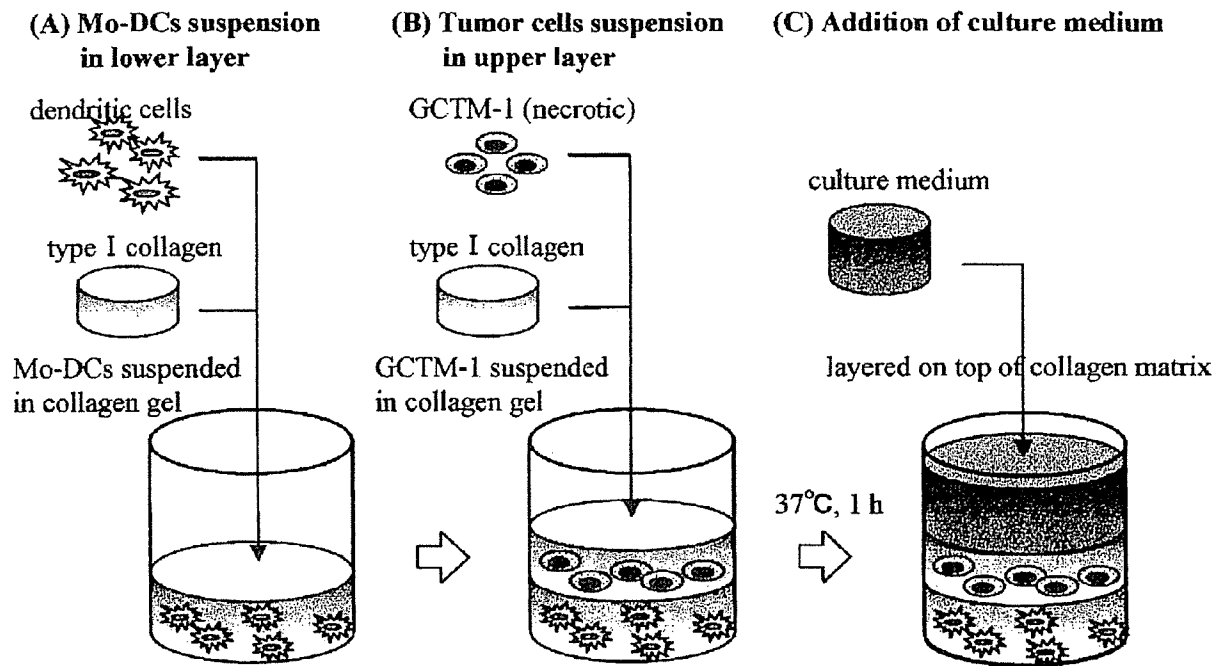 (A) Mo-DCs suspension
in lower layer
dendritic cells
type I collagen
Mo-DCs suspended
in collagen gel
(B) Tumor cells suspension
in upper layer
GCTM-1 (necrotic)
type I collagen
GCTM-1 suspended
in collagen gel
(C) Addition of culture medium
culture medium
layered on top of collagen matrix
37℃, 1 h